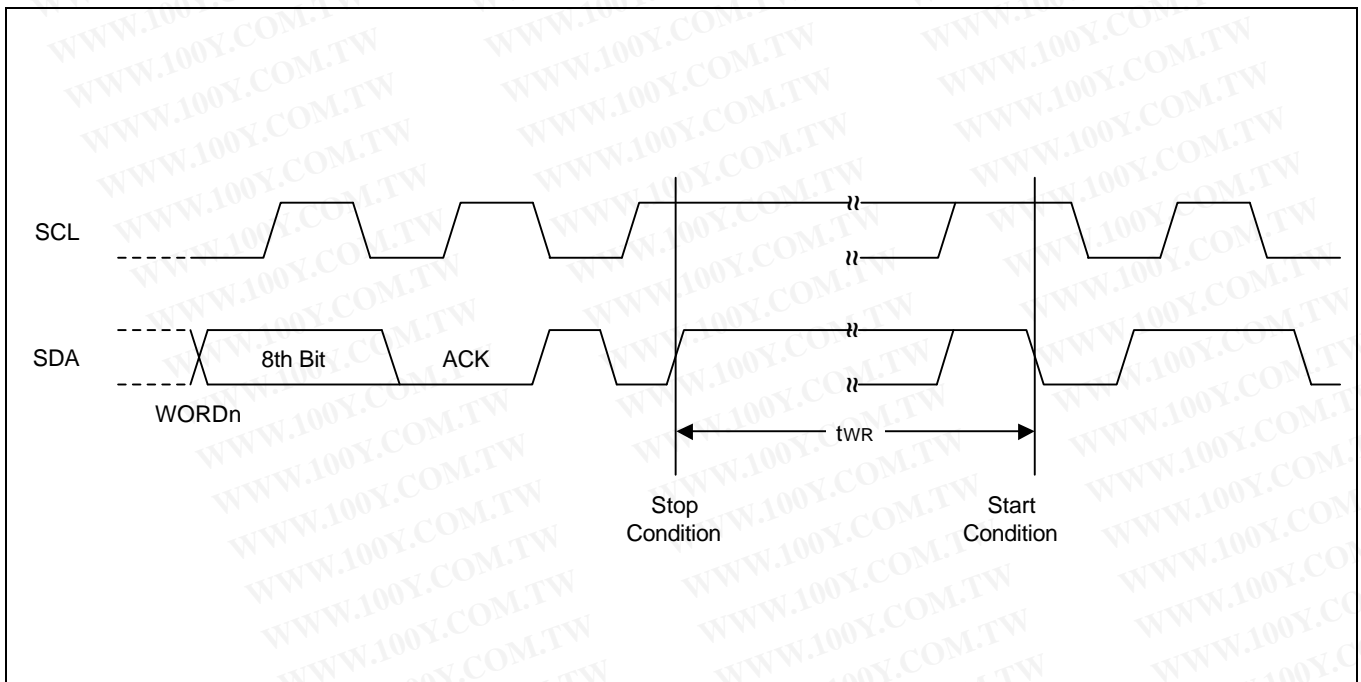 WWW.100Y.COM.TW
SCL
SDA
8th Bit
ACK
WORDn
tWR
Stop
Condition
Start
Condition